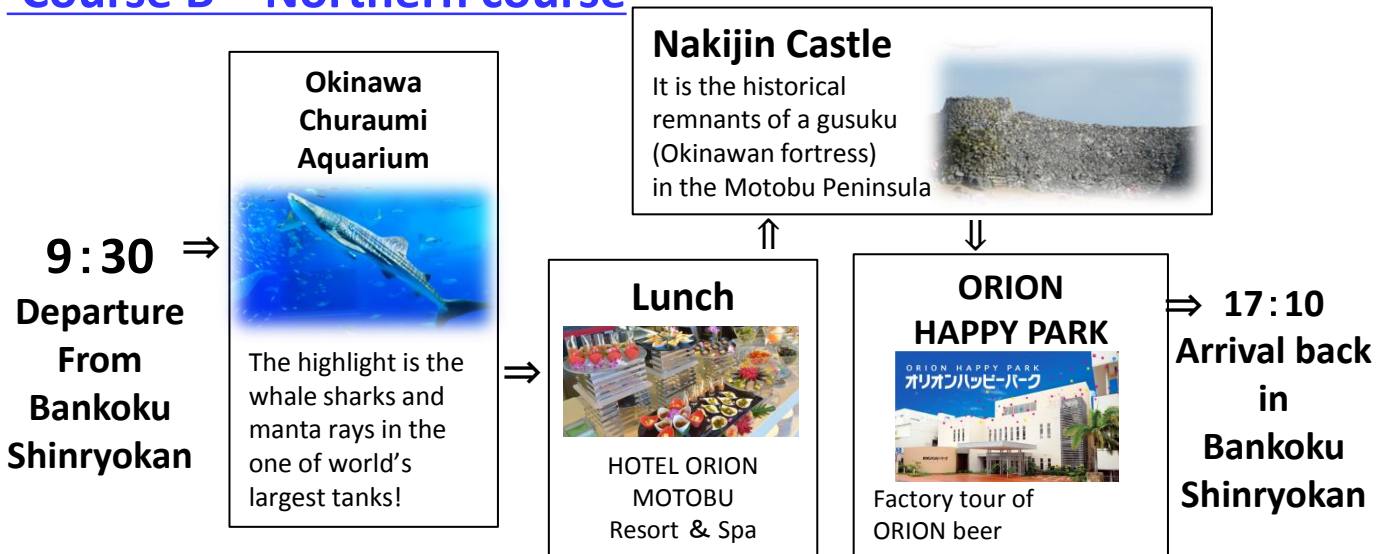 Course B Northern course
9:30
Departure
From
Bankoku
Shinryokan
⇒
Okinawa
Churaumi
Aquarium
The highlight is the
whale sharks and
manta rays in the
one of world's
largest tanks!
⇒
Lunch
HOTEL ORION
MOTOBU
Resort & Spa
⇑
Nakijin Castle
It is the historical
remnants of a gusuku
(Okinawan fortress)
in the Motobu Peninsula
⇓
ORION
HAPPY PARK
ORION HAPPY PARK
オリオンハッピーパーク
Factory tour of
ORION beer
⇒ 17:10
Arrival back
in
Bankoku
Shinryokan